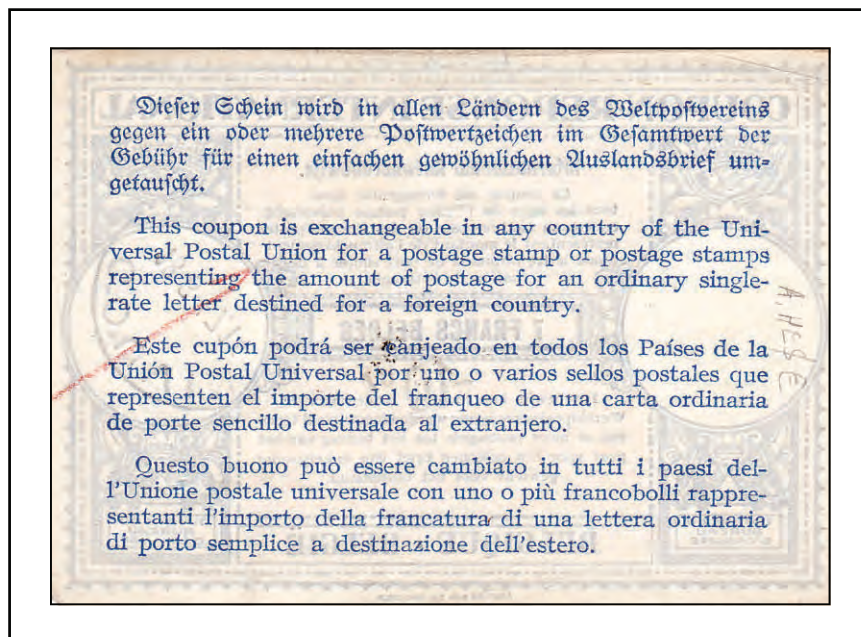 Dieser Schein wird in allen Ländern des Weltpostvereins
gegen ein oder mehrere Postwertzeichen im Gesamtwert der
Gebühr für einen einfachen gewöhnlichen Auslandsbrief um-
getauscht.
This coupon is exchangeable in any country of the Uni-
versal Postal Union for a postage stamp or postage stamps
representing the amount of postage for an ordinary single-
rate letter destined for a foreign country.
Este cupón podrá ser canjeado en todos los Países de la
Unión Postal Universal por uno o varios sellos postales que
representen el importe del franqueo de una carta ordinaria
de porte sencillo destinada al extranjero.
Questo buono può essere cambiato in tutti i paesi del-
l'Unione postale universale con uno o più francobolli rappre-
sentanti l'importo della francatura di una lettera ordinaria
di porto semplice a destinazione dell'estero.
A. HESE